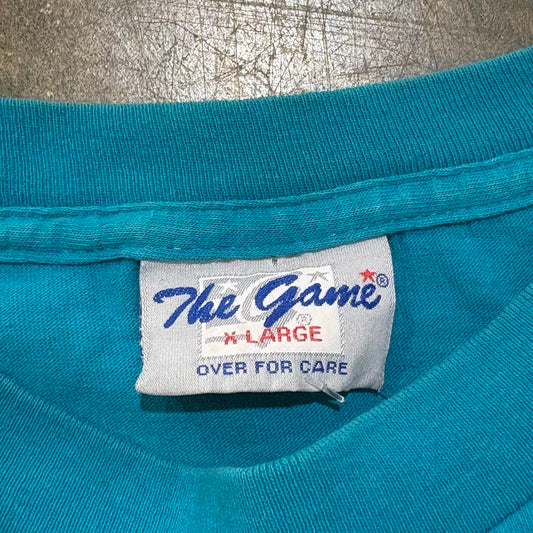 The Game®
X-LARGE
OVER FOR CARE